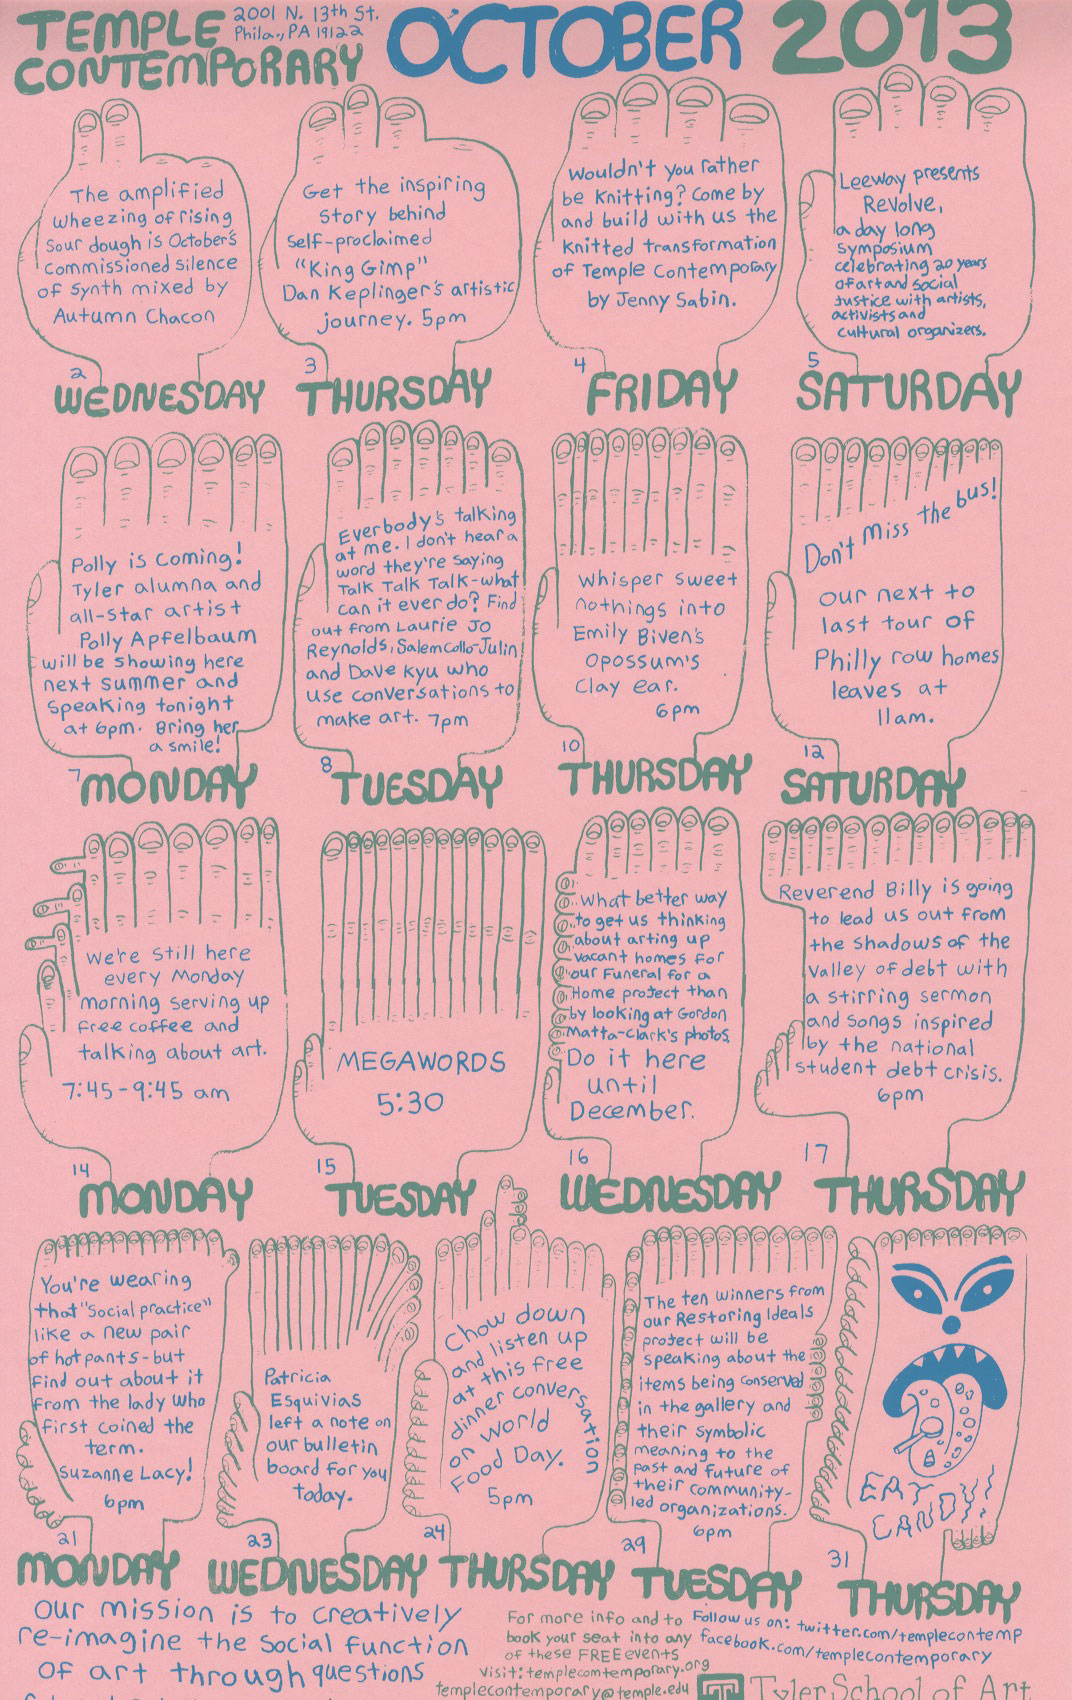 TEMPLE
CONTEMPORARY
2001 N. 13th St.
Phila., PA 19122
OCTOBER 2013
The amplified
wheezing of rising
sour dough is October's
commissioned silence
of synth mixed by
Autumn Chacon
2
WEDNESDAY
Get the inspiring
story behind
self-proclaimed
"King Gimp"
Dan Keplinger's artistic
journey. 5pm
3
THURSDAY
Wouldn't you rather
be knitting? Come by
and build with us the
knitted transformation
of Temple Contemporary
by Jenny Sabin.
4
FRIDAY
Leeway presents
Revolve,
a day long
symposium
celebrating 20 years
of art and social
justice with artists,
activists and
cultural organizers.
5
SATURDAY
Polly is coming!
Tyler alumna and
all-star artist
Polly Apfelbaum
will be showing here
next summer and
speaking tonight
at 6pm. Bring her
a smile!
7
MONDAY
Everbody's talking
at me. I don't hear a
word they're saying
Talk Talk Talk-what
can it ever do? Find
out from Laurie Jo
Reynolds, Salem Collo-Julin
and Dave Kyu who
use conversations to
make art. 7pm
8
TUESDAY
Whisper sweet
nothings into
Emily Biven's
opossum's
clay ear.
6pm
10
THURSDAY
Don't miss the bus!
our next to
last tour of
Philly row homes
leaves at
11am.
12
SATURDAY
We're still here
every Monday
morning serving up
free coffee and
talking about art.
7:45-9:45 am
14
MONDAY
MEGAWORDS
5:30
15
TUESDAY
What better way
to get us thinking
about arting up
vacant homes for
our Funeral for a
Home project than
by looking at Gordon
Matta-Clark's photos.
Do it here
until
December.
16
WEDNESDAY
Reverend Billy is going
to lead us out from
the shadows of the
valley of debt with
a stirring sermon
and songs inspired
by the national
student debt crisis.
6pm
17
THURSDAY
You're wearing
that "social practice"
like a new pair
of hot pants-but
find out about it
from the lady who
first coined the
term.
Suzanne Lacy!
6pm
21
MONDAY
Patricia
Esquivias
left a note on
our bulletin
board for you
today.
23
WEDNESDAY
Chow down
and listen up
at this free
dinner conversation
on World
Food Day.
5pm
24
THURSDAY
The ten winners from
our Restoring Ideals
project will be
speaking about the
items being conserved
in the gallery and
their symbolic
meaning to the
past and future of
their community-
led organizations.
6pm
29
TUESDAY
EAT
CANDY!
31
THURSDAY
our mission is to creatively
re-imagine the social function
of art through questions
For more info and to
book your seat into any
of these FREE events
visit: templecomtemporary.org
templecontemporary@temple.edu
Follow us on: twitter.com/templecontemp
facebook.com/templecontemporary
Tyler School of Art